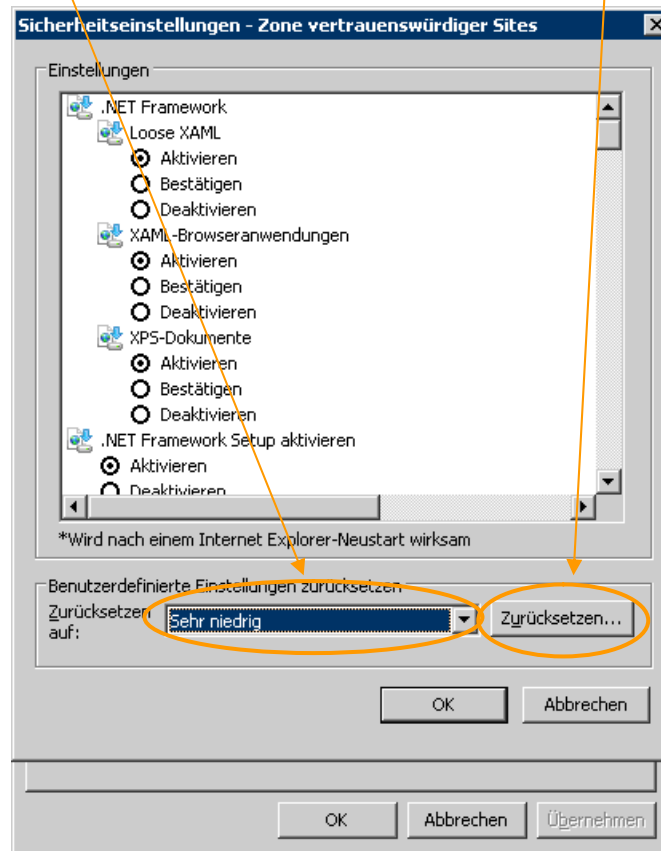 Sicherheitseinstellungen - Zone vertrauenswürdiger Sites
Einstellungen
.NET Framework
Loose XAML
Aktivieren
Bestätigen
Deaktivieren
XAML-Browseranwendungen
Aktivieren
Bestätigen
Deaktivieren
XPS-Dokumente
Aktivieren
Bestätigen
Deaktivieren
.NET Framework Setup aktivieren
Aktivieren
Deaktivieren
*Wird nach einem Internet Explorer-Neustart wirksam
Benutzerdefinierte Einstellungen zurücksetzen
Zurücksetzen auf:
Sehr niedrig
Zurücksetzen...
OK Abbrechen
OK Abbrechen Übernehmen